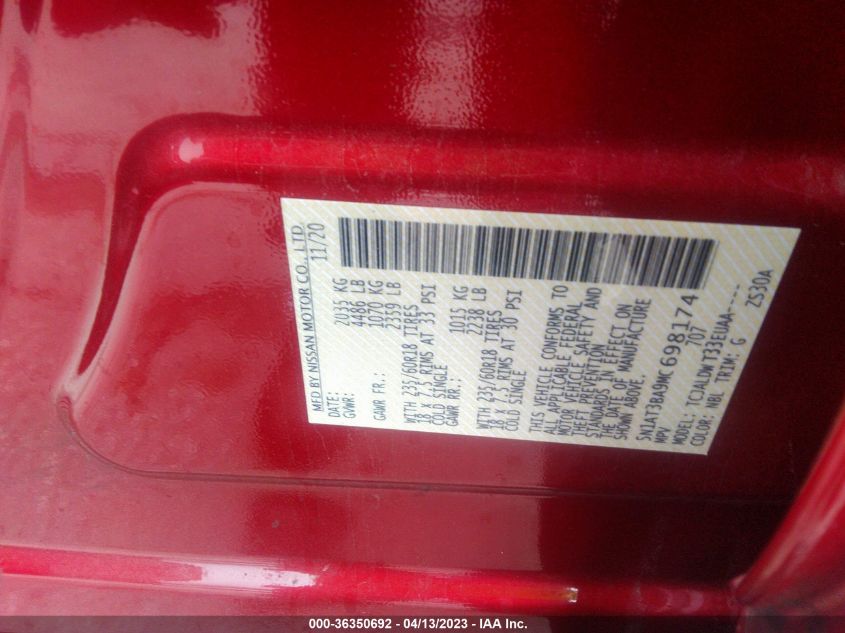 MFD BY NISSAN MOTOR CO., LTD
DATE: 11/20
GVWR: 2035 KG
4486 LB
GAWR FR.: 1070 KG
2359 LB
WITH 235/60R18 TIRES
18 X 7.5 RIMS AT 33 PSI
COLD SINGLE
GAWR RR.: 1015 KG
2238 LB
WITH 235/60R18 TIRES
18 X 7.5 RIMS AT 30 PSI
COLD SINGLE
THIS VEHICLE CONFORMS TO
ALL APPLICABLE FEDERAL
MOTOR VEHICLE SAFETY AND
THEFT PREVENTION
STANDARDS IN EFFECT ON
THE DATE OF MANUFACTURE
SHOWN ABOVE.
5N1AT3BA9MC698174
MPV 707
MODEL: TCJALDWT33EUAA----
COLOR: NBL TRIM: G ZS30A
000-36350692 - 04/13/2023 - IAA Inc.